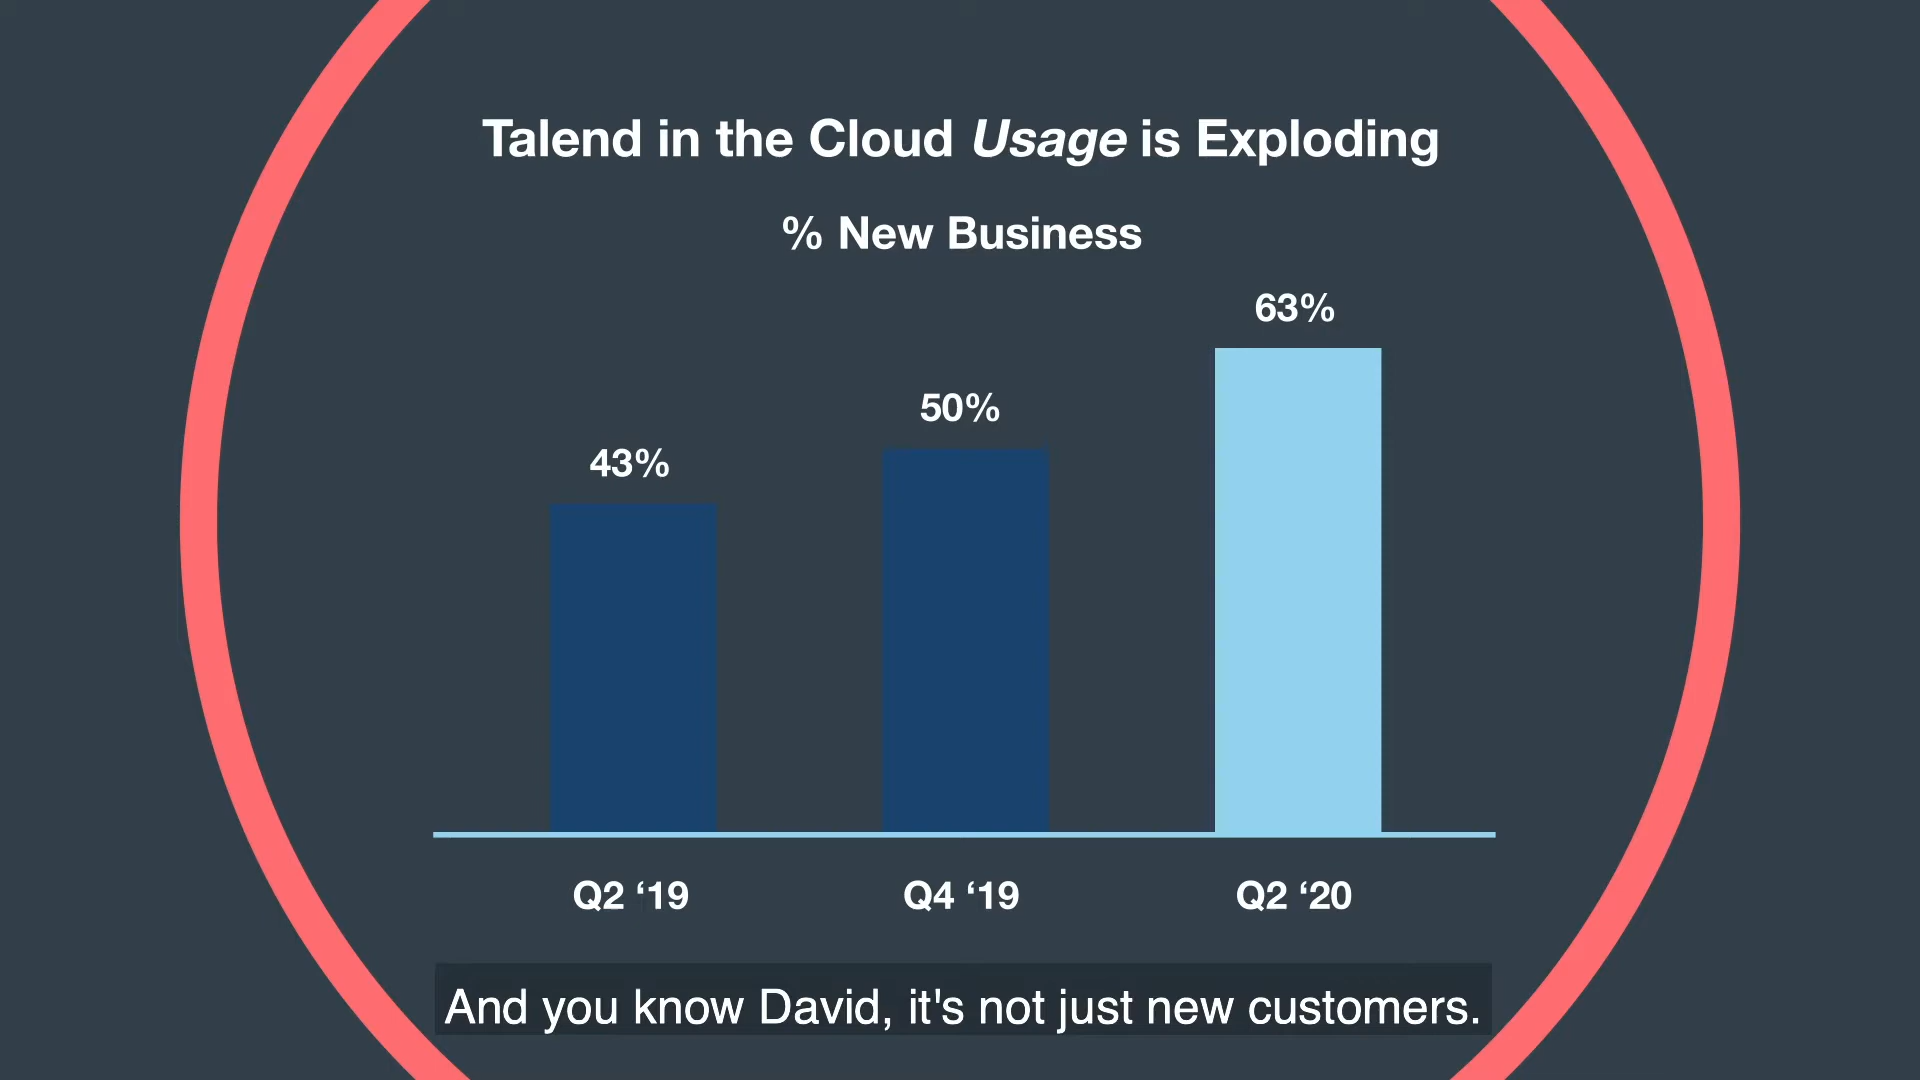 Talend in the Cloud Usage is Exploding
% New Business
63%
50%
43%
Q2 ‘19
Q4 ‘19
Q2 ‘20
And you know David, it's not just new customers.